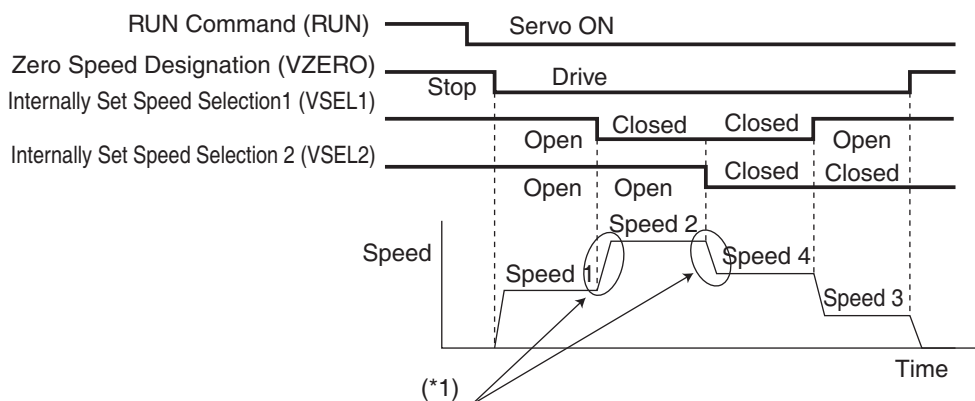 RUN Command (RUN) Servo ON
Zero Speed Designation (VZERO) Stop Drive
Internally Set Speed Selection1 (VSEL1)
Open Closed Closed Open
Internally Set Speed Selection 2 (VSEL2)
Open Open Closed Closed
Speed
Speed 1
Speed 2
Speed 4
Speed 3
Time
(*1)